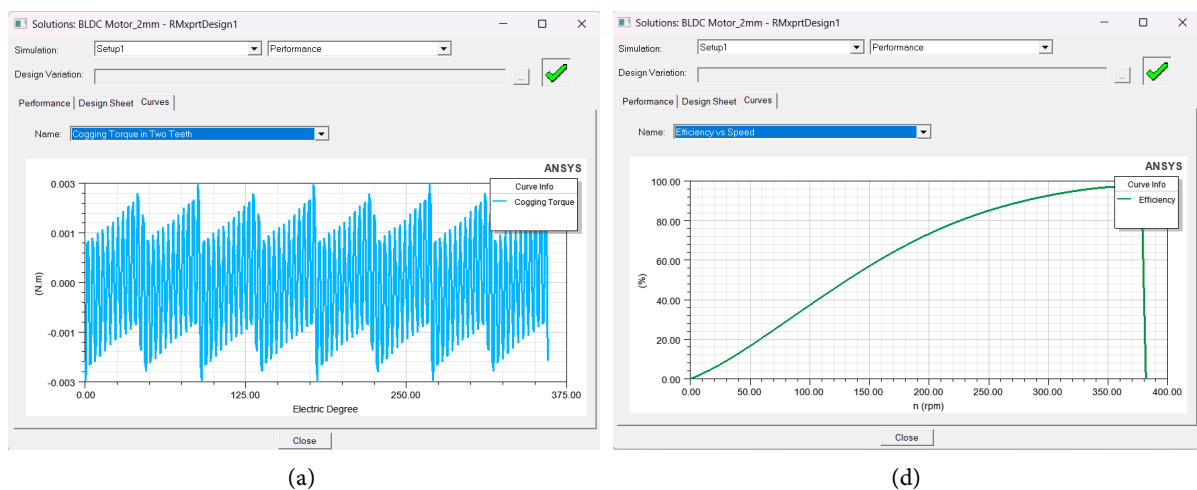 Solutions: BLDC Motor_2mm - RMxprtDesign1
Simulation: Setup1 Performance
Design Variation: ...
Performance Design Sheet Curves
Name: Cogging Torque in Two Teeth
ANSYS
Curve Info
Cogging Torque
0.003
0.001
0.000
-0.001
-0.003
(N.m)
0.00 125.00 250.00 375.00
Electric Degree
Close
(a)
Solutions: BLDC Motor_2mm - RMxprtDesign1
Simulation: Setup1 Performance
Design Variation: ...
Performance Design Sheet Curves
Name: Efficiency vs Speed
ANSYS
Curve Info
Efficiency
100.00
80.00
60.00
40.00
20.00
0.00
(%)
0.00 50.00 100.00 150.00 200.00 250.00 300.00 350.00 400.00
n (rpm)
Close
(d)